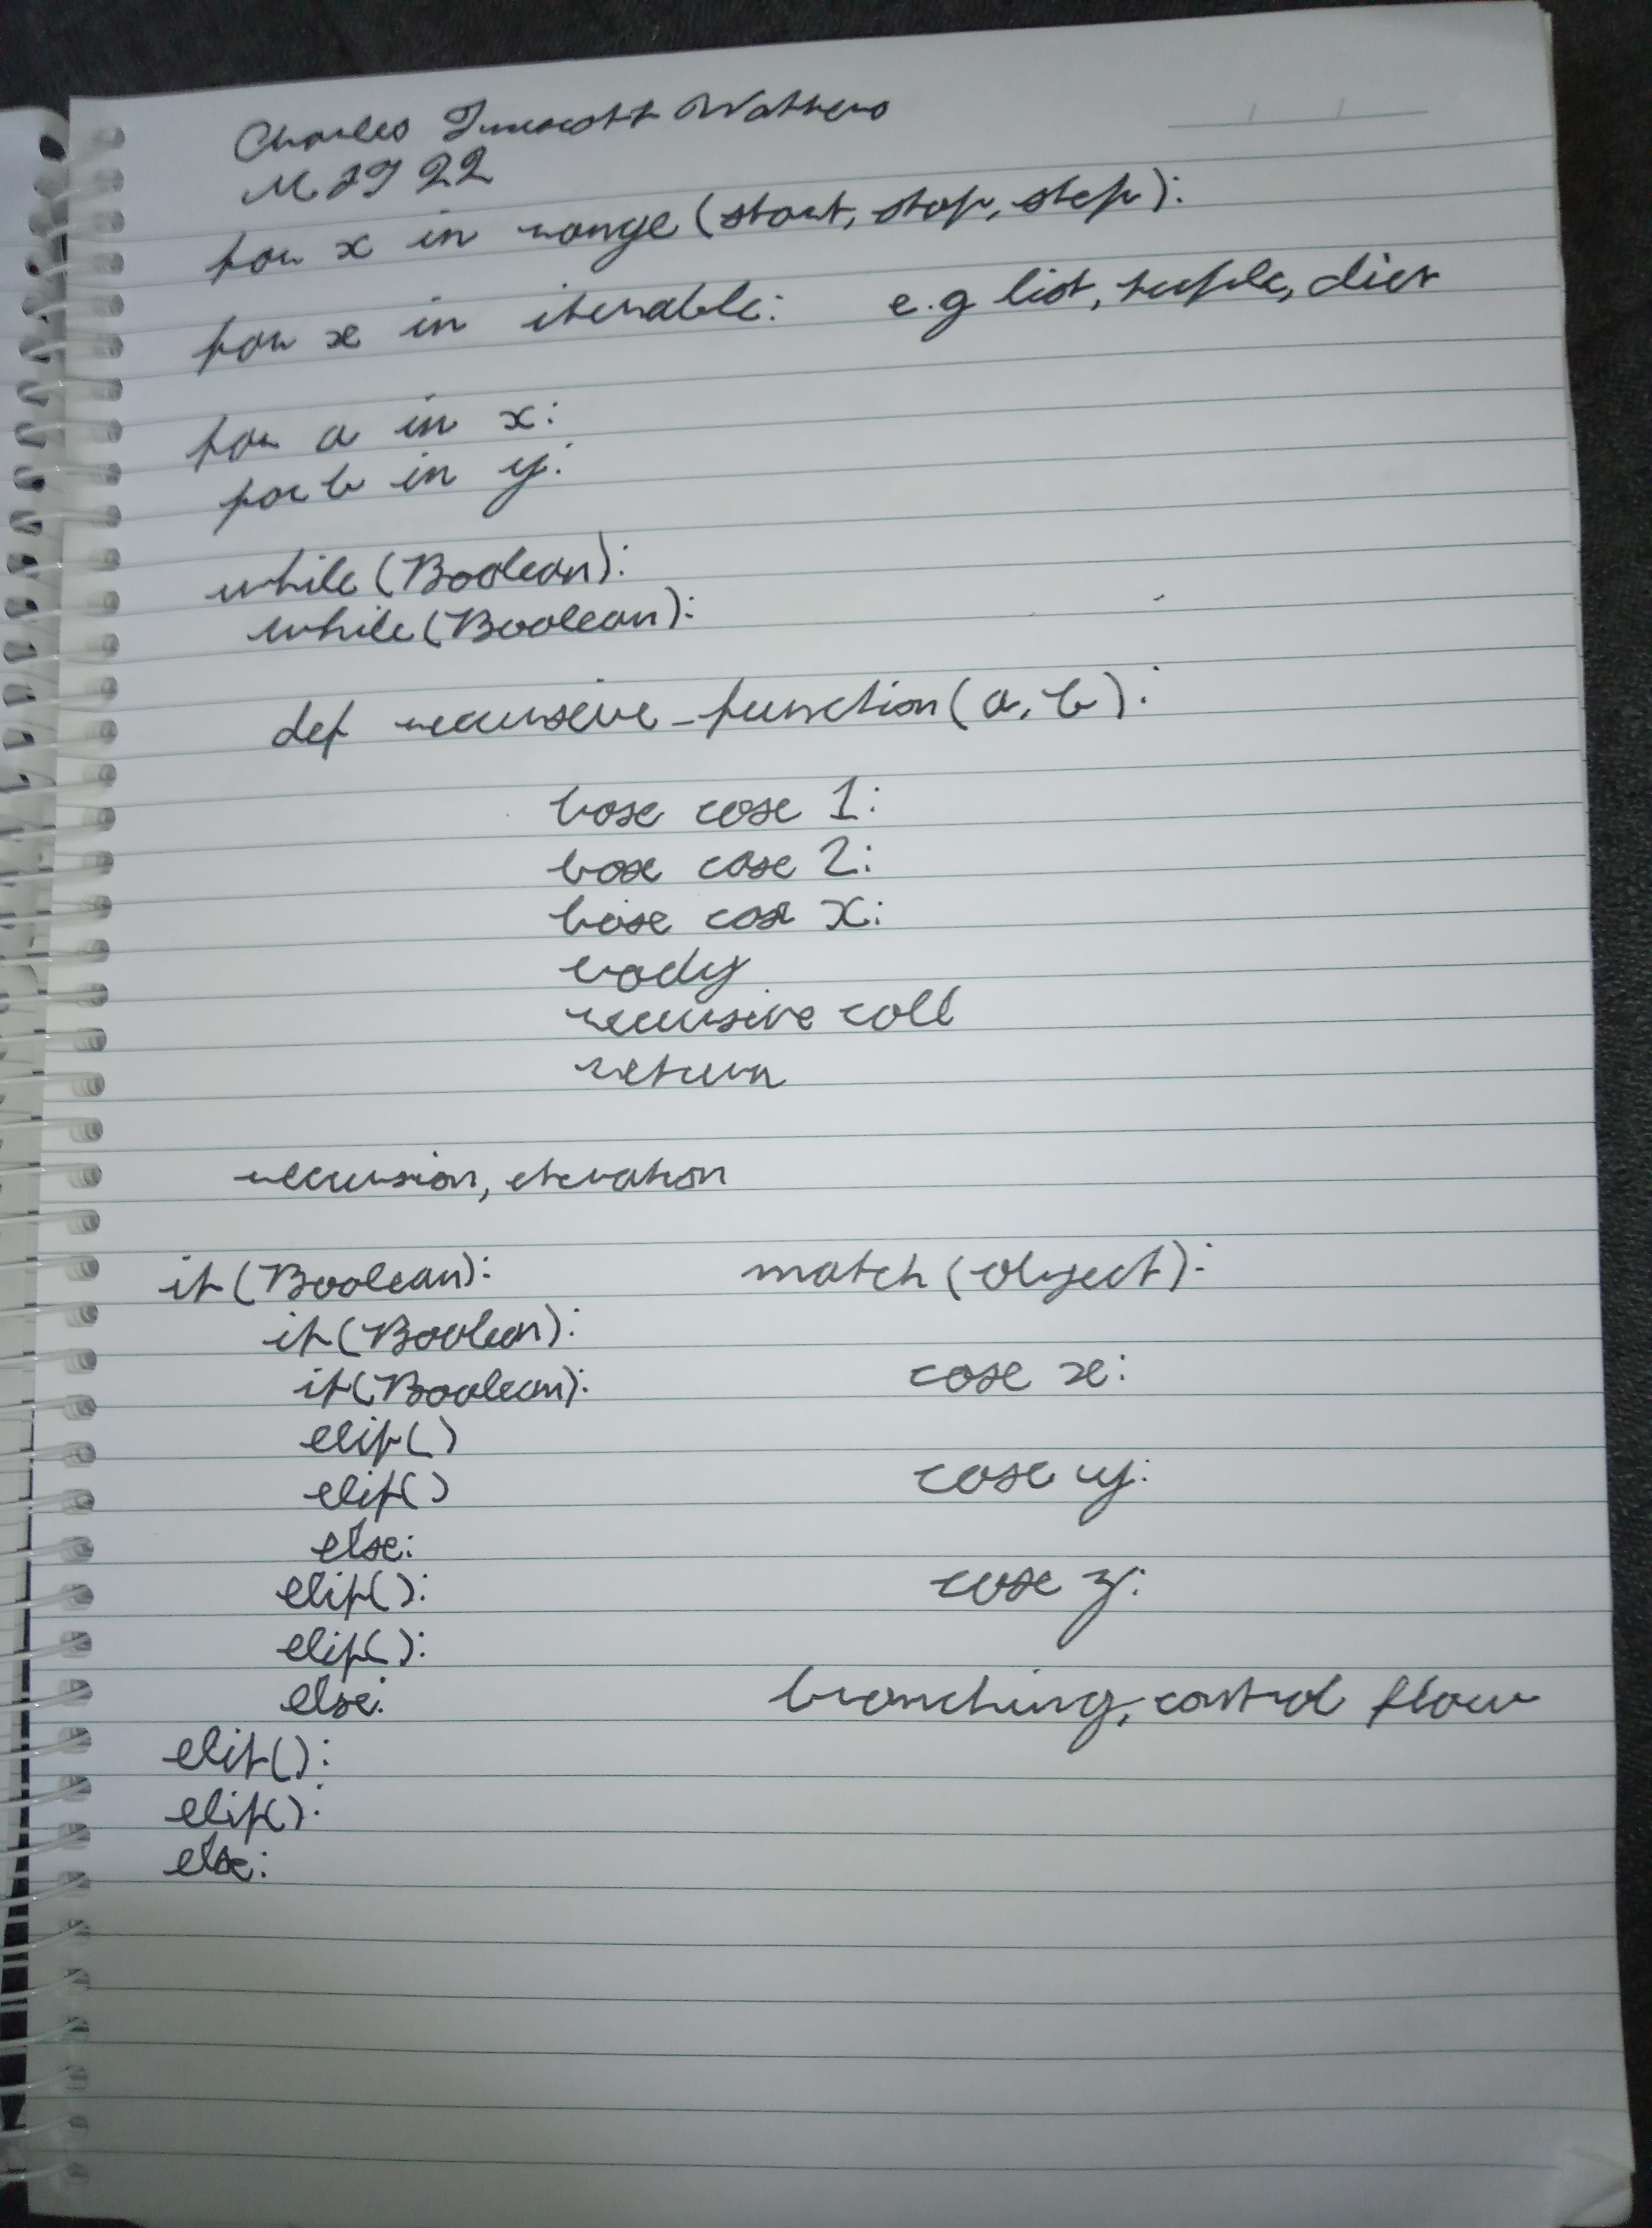 Charles Truscott Watters
for x in range (start, stop, step):
for x in iterable: e.g list, tuple, dict
for a in x:
for b in y:
while (Boolean):
while (Boolean):
def recursive_function (a, b):
base case 1:
base case 2:
base case X:
body
recursive call
return
recursion, iteration
if (Boolean):
if (Boolean):
if (Boolean):
elif ()
elif ()
else:
elif ():
elif ():
else:
elif ():
elif ():
else:
match (object):
case x:
case y:
case z:
branching, control flow